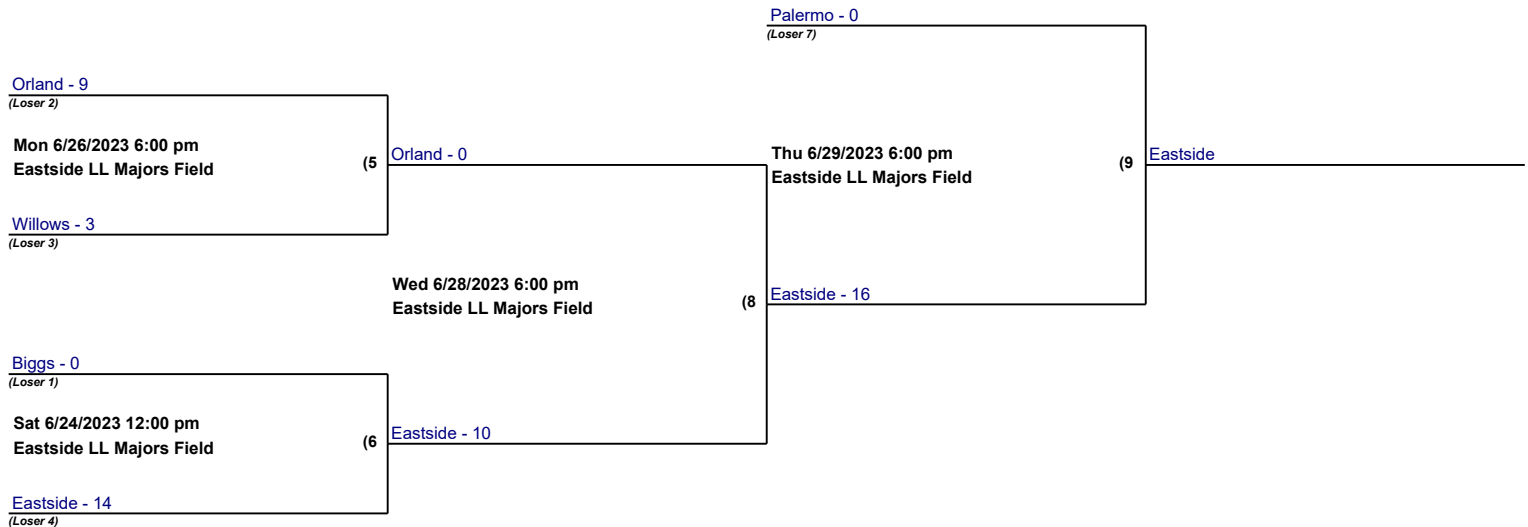 Palermo - 0
(Loser 7)
Orland - 9
(Loser 2)
Mon 6/26/2023 6:00 pm
Eastside LL Majors Field
(5
Orland - 0
Thu 6/29/2023 6:00 pm
Eastside LL Majors Field
(9
Eastside
Willows - 3
(Loser 3)
Wed 6/28/2023 6:00 pm
Eastside LL Majors Field
(8
Eastside - 16
Biggs - 0
(Loser 1)
Sat 6/24/2023 12:00 pm
Eastside LL Majors Field
(6
Eastside - 10
Eastside - 14
(Loser 4)